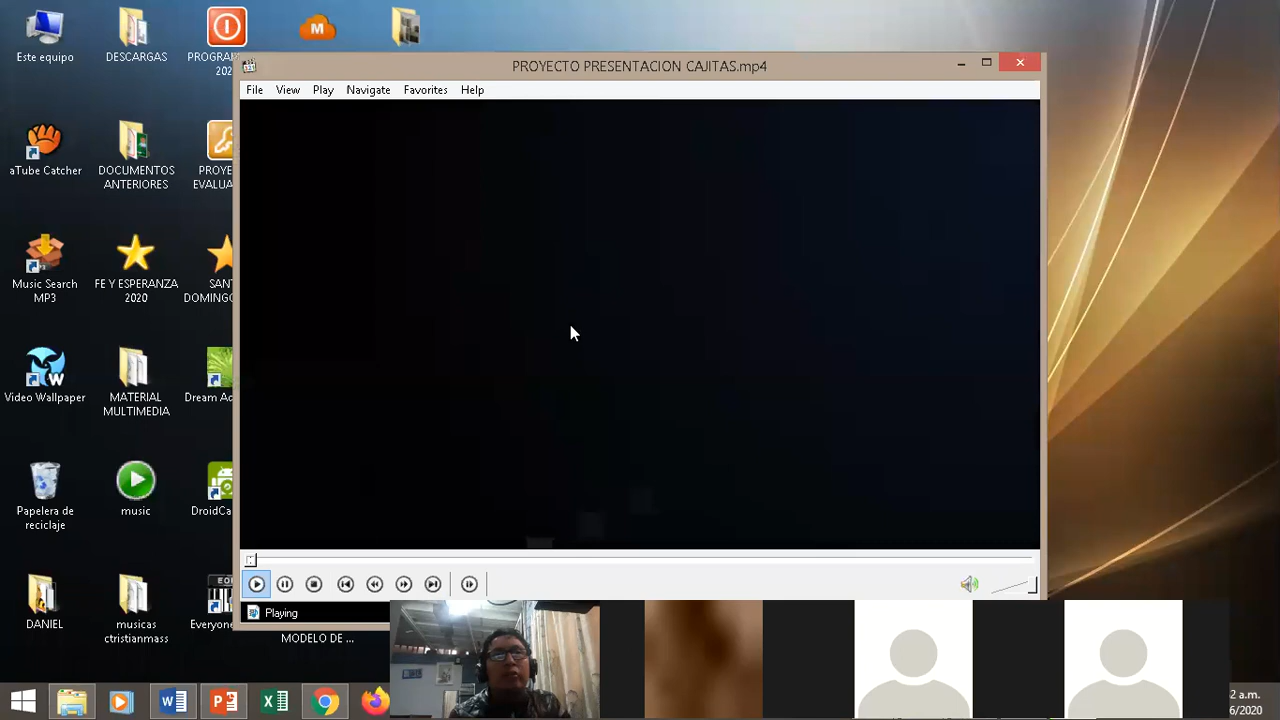 Este equipo
DESCARGAS
PROGRAM
202
M
PROYECTO PRESENTACION CAJITAS.mp4
File View Play Navigate Favorites Help
aTube Catcher
DOCUMENTOS
ANTERIORES
PROYE
EVALUA
Music Search
MP3
FE Y ESPERANZA
2020
SANT
DOMINGO
Video Wallpaper
MATERIAL
MULTIMEDIA
Dream Ac
Papelera de
reciclaje
music
DroidCa
Playing
DANIEL
musicas
ctristianmass
Everyone
MODELO DE ...
2 a.m.
6/2020